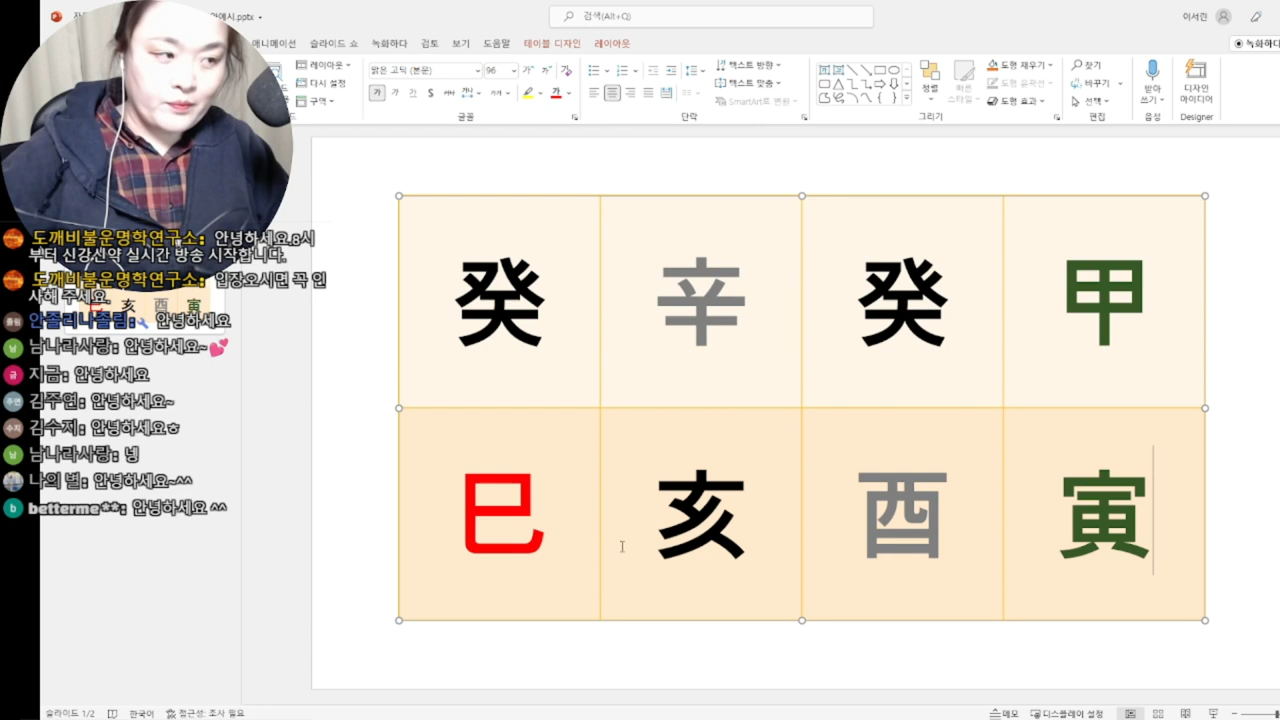 .pptx
검색(Alt+Q)
이서린
애니메이션 슬라이드 쇼 녹화하다 검토 보기 도움말 테이블 디자인 레이아웃
녹화하다
레이아웃
다시 설정
구역
맑은 고딕 (본문) 96
가 가 가 S
가
글꼴
텍스트 방향
텍스트 맞춤
SmartArt로 변환
단락
정렬
빠른
스타일
도형 채우기
도형 윤곽선
도형 효과
그리기
찾기
바꾸기
선택
편집
받아
쓰기
음성
디자인
아이디어
Designer
癸 辛 癸 甲
巳 亥 酉 寅
도깨비불운명학연구소: 안녕하세요.8시
부터 신강신약 실시간 방송 시작합니다.
도깨비불운명학연구소: 입장오시면 꼭 인
사해 주세요.
巳 亥 酉 寅
안졸리나졸림: 안녕하세요
남나라사랑: 안녕하세요~
지금: 안녕하세요
김주연: 안녕하세요~
김수지: 안녕하세요ㅎ
남나라사랑: 넹
나의 별: 안녕하세요~^^
betterme**: 안녕하세요 ^^
슬라이드 1/2 한국어 접근성: 조사 필요
메모 디스플레이 설정